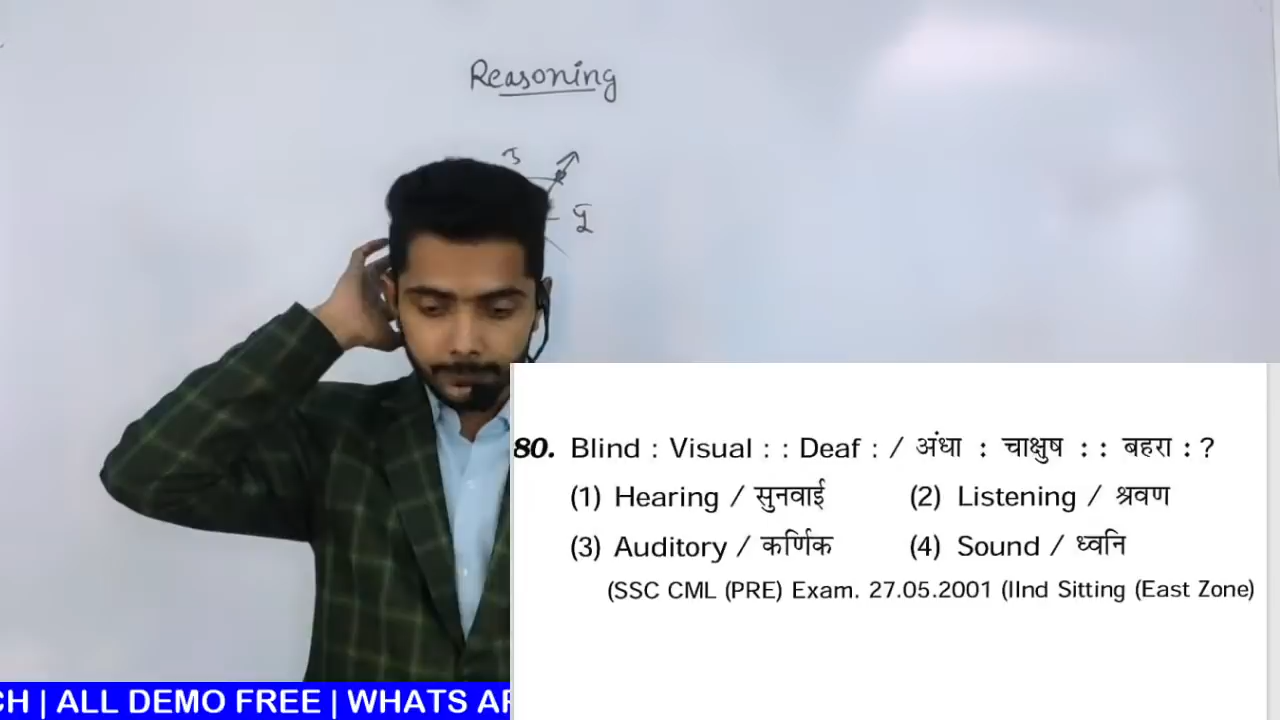 Reasoning
80. Blind : Visual : : Deaf : / अंधा : चाक्षुष : : बहरा : ?
(1) Hearing / सुनवाई (2) Listening / श्रवण
(3) Auditory / कर्णिक (4) Sound / ध्वनि
(SSC CML (PRE) Exam. 27.05.2001 (IInd Sitting (East Zone)
CH | ALL DEMO FREE | WHATS AP